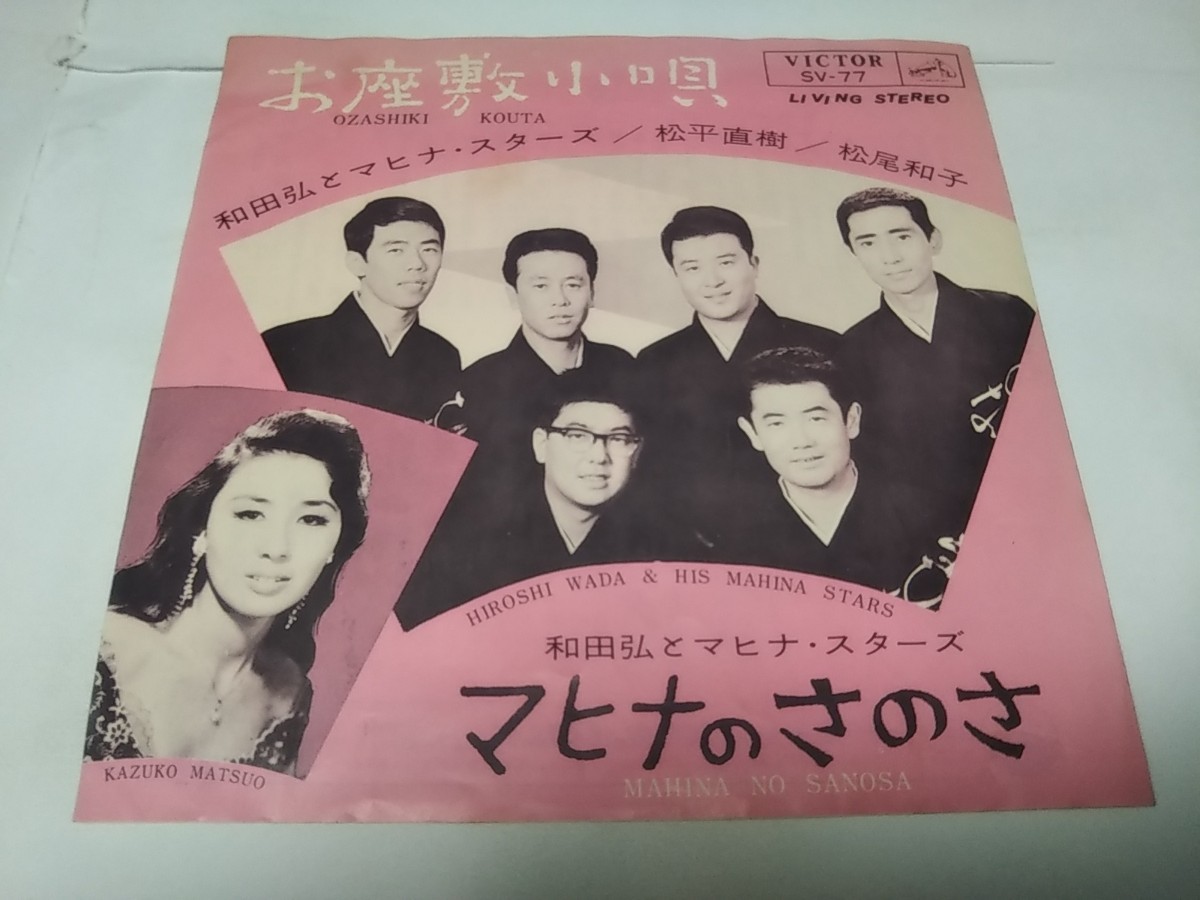 お座敷小唄
OZASHIKI KOUTA
VICTOR
SV-77
LIVING STEREO
和田弘とマヒナ・スターズ／松平直樹／松尾和子
HIROSHI WADA & HIS MAHINA STARS
和田弘とマヒナ・スターズ
マヒナのさのさ
MAHINA NO SANOSA
KAZUKO MATSUO